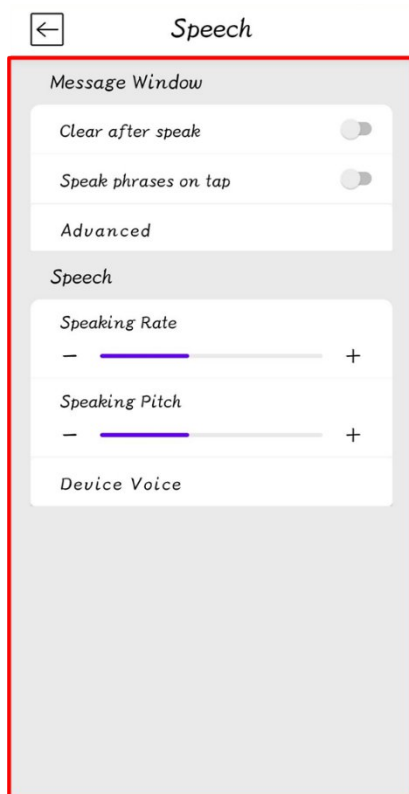 Speech
Message Window
Clear after speak
Speak phrases on tap
Advanced
Speech
Speaking Rate
− +
Speaking Pitch
− +
Device Voice